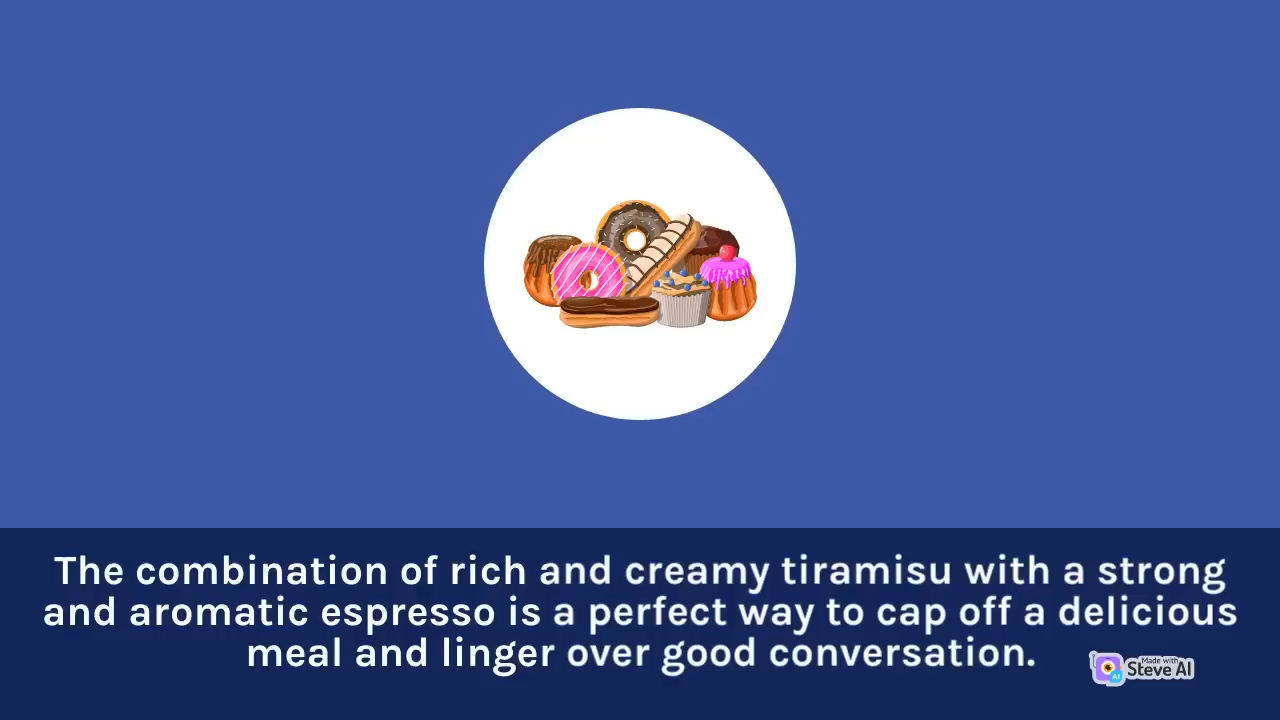 The combination of rich and creamy tiramisu with a strong
and aromatic espresso is a perfect way to cap off a delicious
meal and linger over good conversation.
Made with
Steve AI
AI